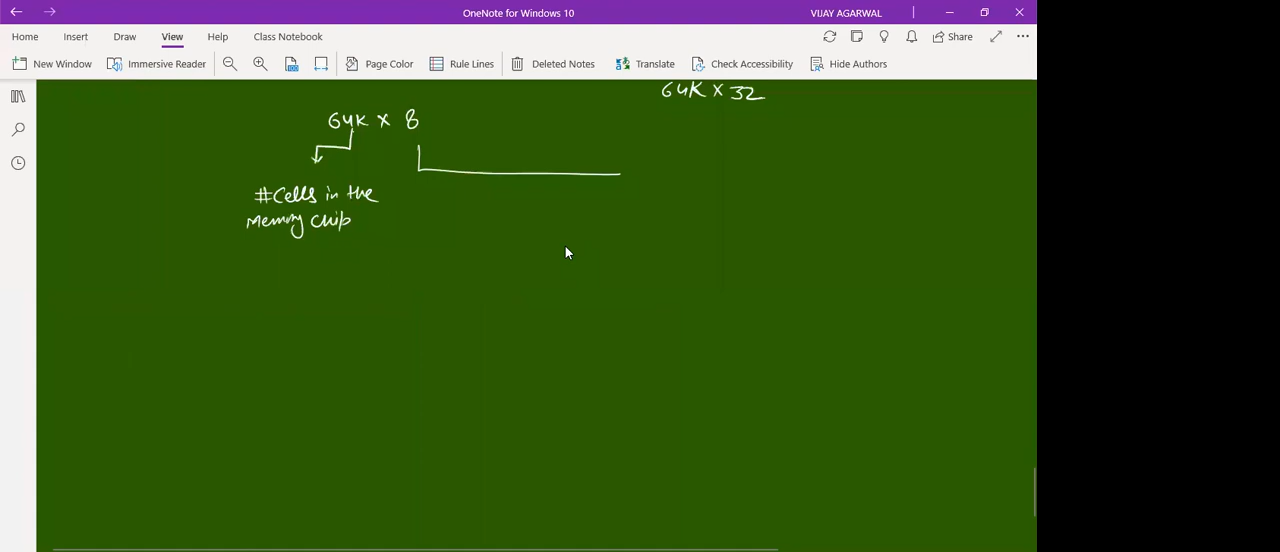 OneNote for Windows 10
VIJAY AGARWAL
Home Insert Draw View Help Class Notebook
Share
New Window Immersive Reader Page Color Rule Lines Deleted Notes Translate Check Accessibility Hide Authors
64K × 32
64K × 8
#Cells in the
Memory Chip